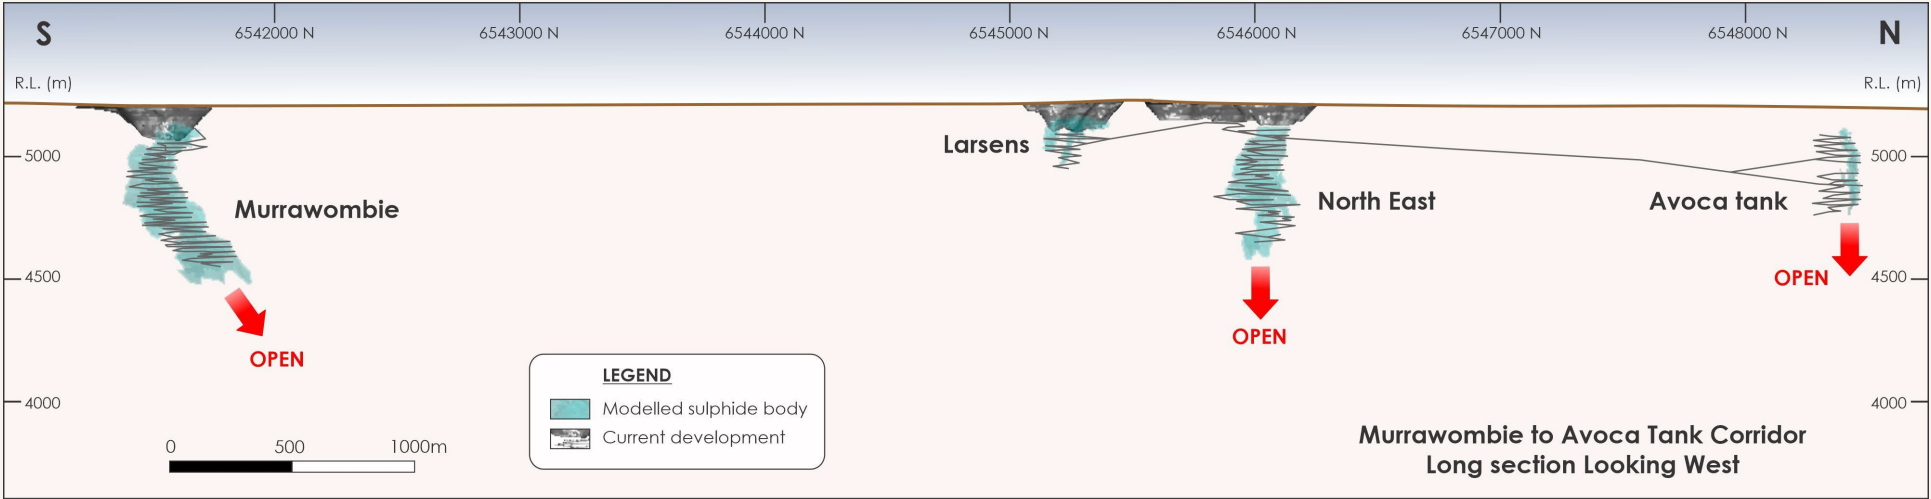 S
6542000 N
6543000 N
6544000 N
6545000 N
6546000 N
6547000 N
6548000 N
N
R.L. (m)
R.L. (m)
Larsens
5000
5000
Murrawombie
North East
Avoca tank
4500
OPEN
4500
OPEN
OPEN
LEGEND
Modelled sulphide body
Current development
4000
4000
0
500
1000m
Murrawombie to Avoca Tank Corridor
Long section Looking West